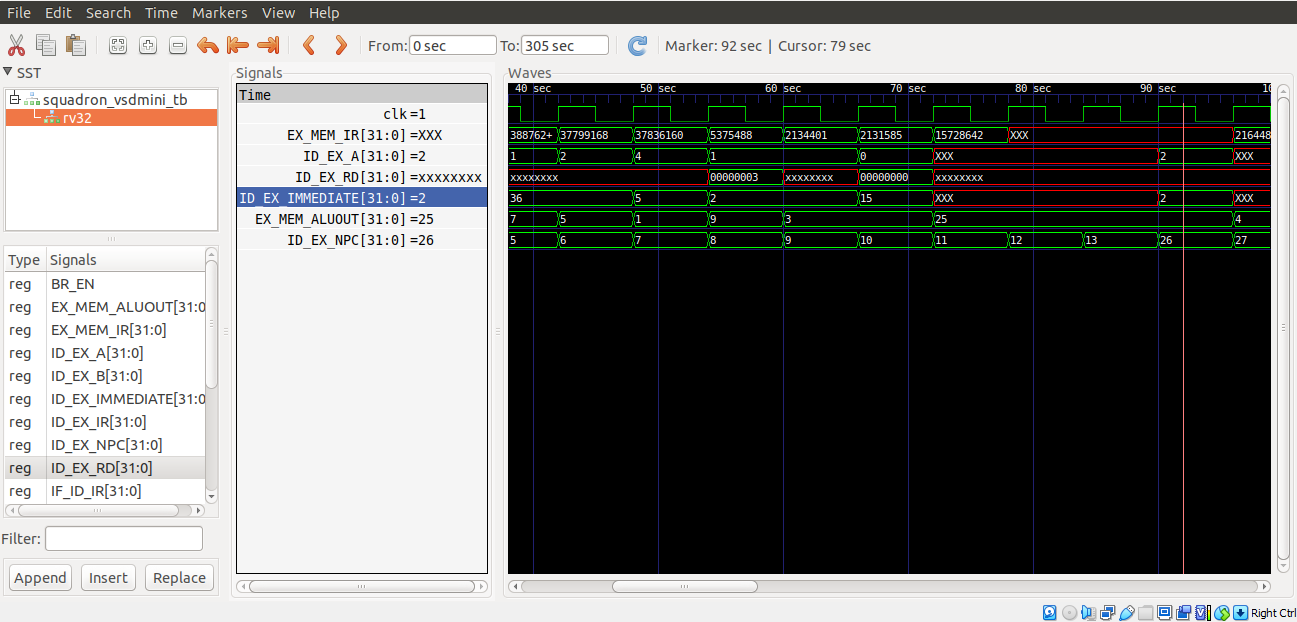 File Edit Search Time Markers View Help
From: 0 sec To: 305 sec Marker: 92 sec | Cursor: 79 sec
SST
squadron_vsdmini_tb
rv32
Type Signals
reg BR_EN
reg EX_MEM_ALUOUT[31:0
reg EX_MEM_IR[31:0]
reg ID_EX_A[31:0]
reg ID_EX_B[31:0]
reg ID_EX_IMMEDIATE[31:0
reg ID_EX_IR[31:0]
reg ID_EX_NPC[31:0]
reg ID_EX_RD[31:0]
reg IF_ID_IR[31:0]
Filter:
Append Insert Replace
Signals
Time
clk =1
EX_MEM_IR[31:0] =XXX
ID_EX_A[31:0] =2
ID_EX_RD[31:0] =xxxxxxxx
ID_EX_IMMEDIATE[31:0] =2
EX_MEM_ALUOUT[31:0] =25
ID_EX_NPC[31:0] =26
Waves
40 sec 50 sec 60 sec 70 sec 80 sec 90 sec 10
388762+ 37799168 37836160 5375488 2134401 2131585 15728642 XXX 216448
1 2 4 1 0 XXX 2 XXX
xxxxxxxx 00000003 xxxxxxxx 00000000 xxxxxxxx
36 5 2 15 XXX 2 XXX
7 5 1 9 3 25 4
5 6 7 8 9 10 11 12 13 26 27
Right Ctrl